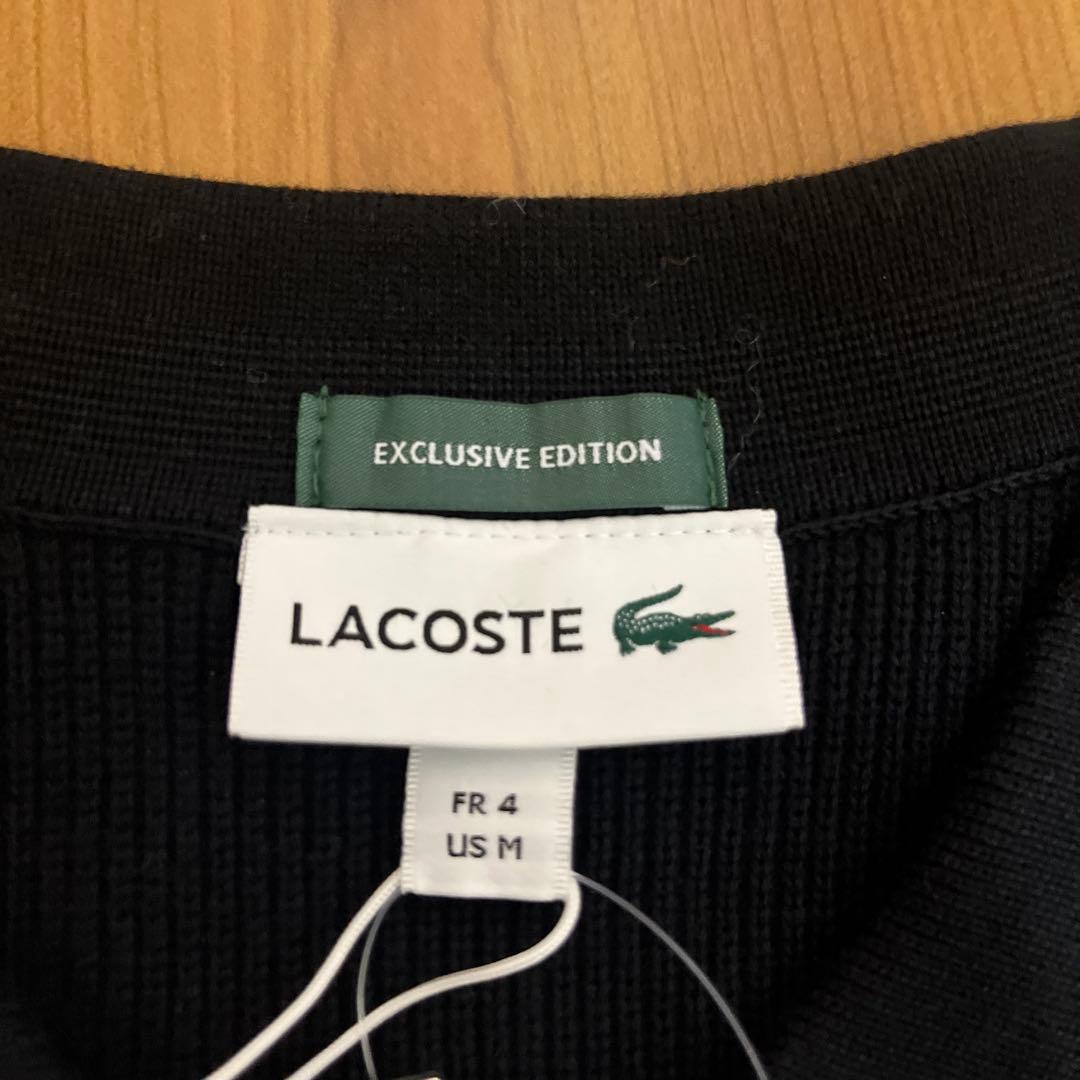 EXCLUSIVE EDITION
LACOSTE
FR 4
US M